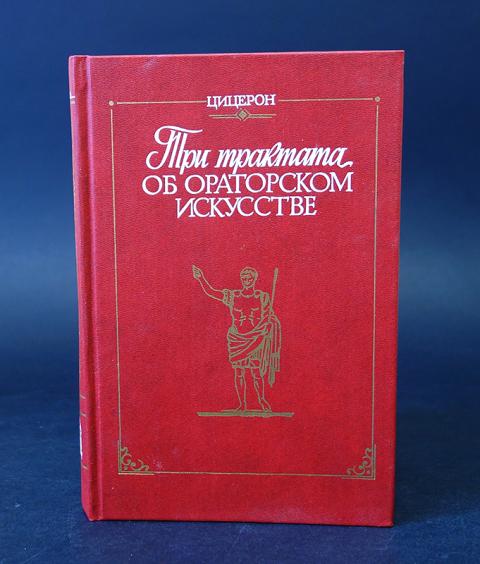 ЦИЦЕРОН
Три трактата
ОБ ОРАТОРСКОМ
ИСКУССТВЕ